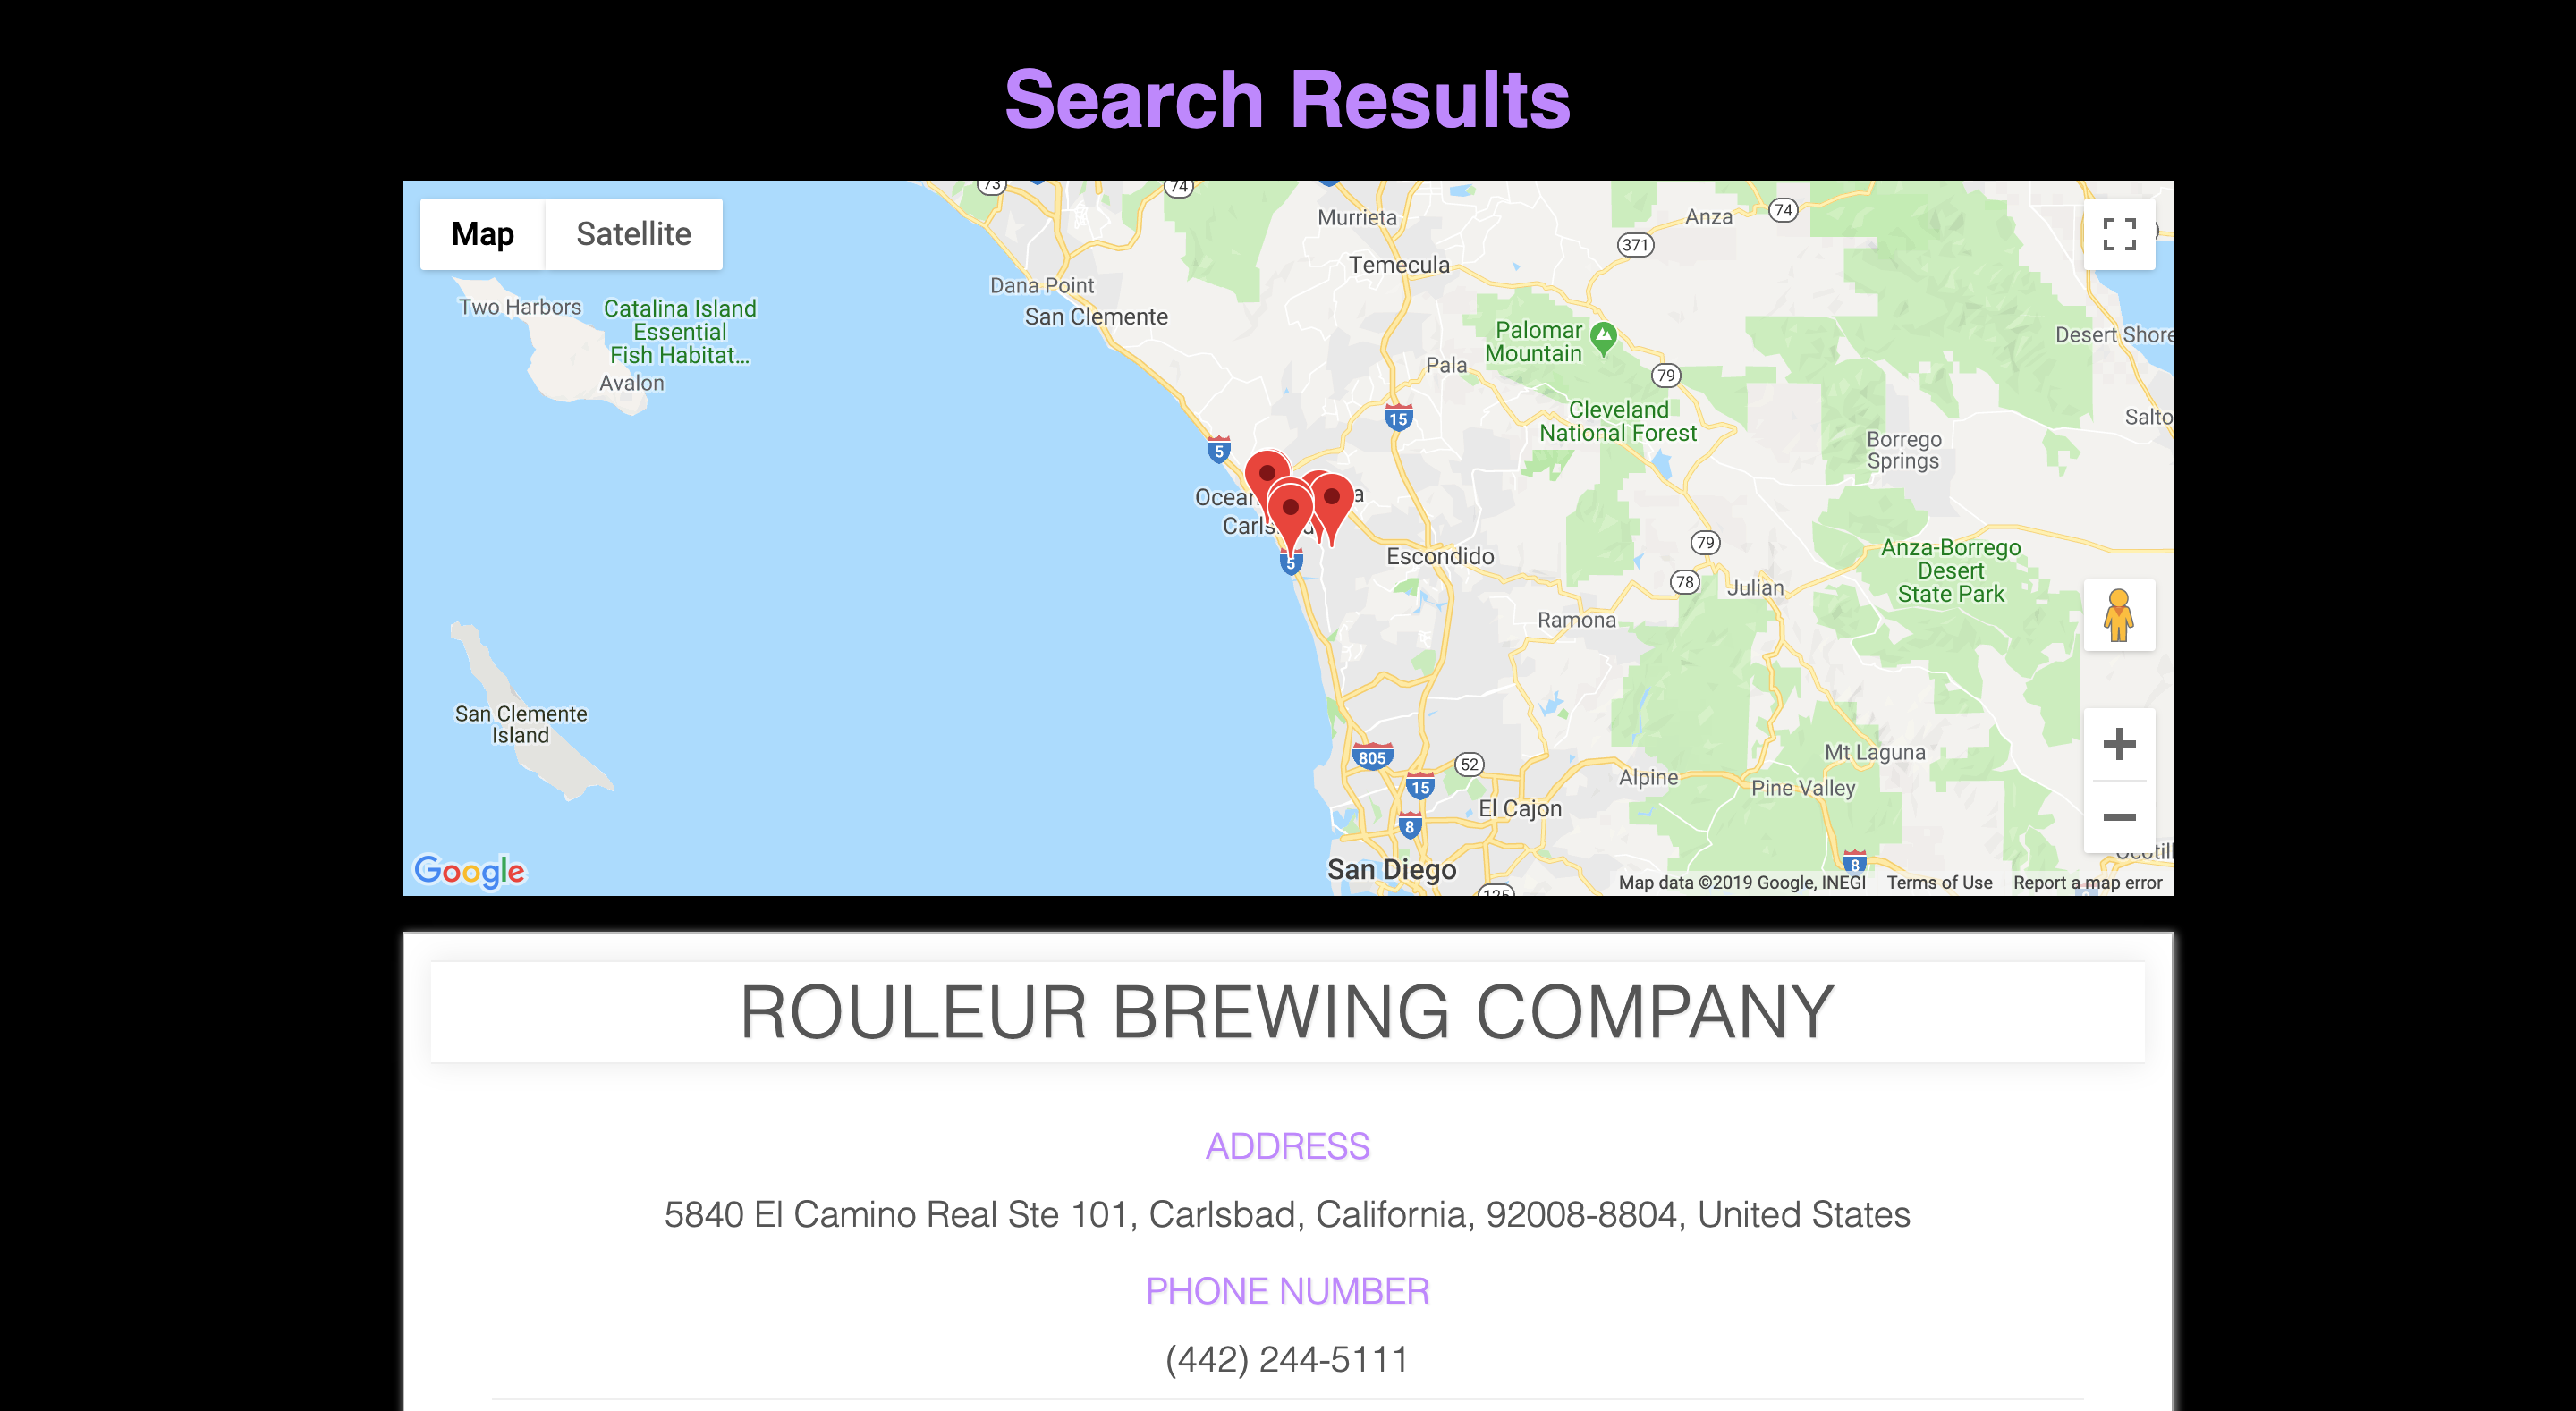 Search Results
Map
Satellite
73
74
Murrieta
Anza
74
371
Temecula
Dana Point
San Clemente
Two Harbors
Catalina Island
Essential
Fish Habitat...
Avalon
Palomar
Mountain
Desert Shore
Pala
79
Cleveland
National Forest
15
Salto
Borrego
Springs
5
Escondido
5
79
Anza-Borrego
Desert
State Park
78
Julian
Ramona
San Clemente
Island
Mt Laguna
805
52
15
Alpine
Pine Valley
El Cajon
8
San Diego
8
125
Google
Map data ©2019 Google, INEGI
Terms of Use
Report a map error
ROULEUR BREWING COMPANY
ADDRESS
5840 El Camino Real Ste 101, Carlsbad, California, 92008-8804, United States
PHONE NUMBER
(442) 244-5111